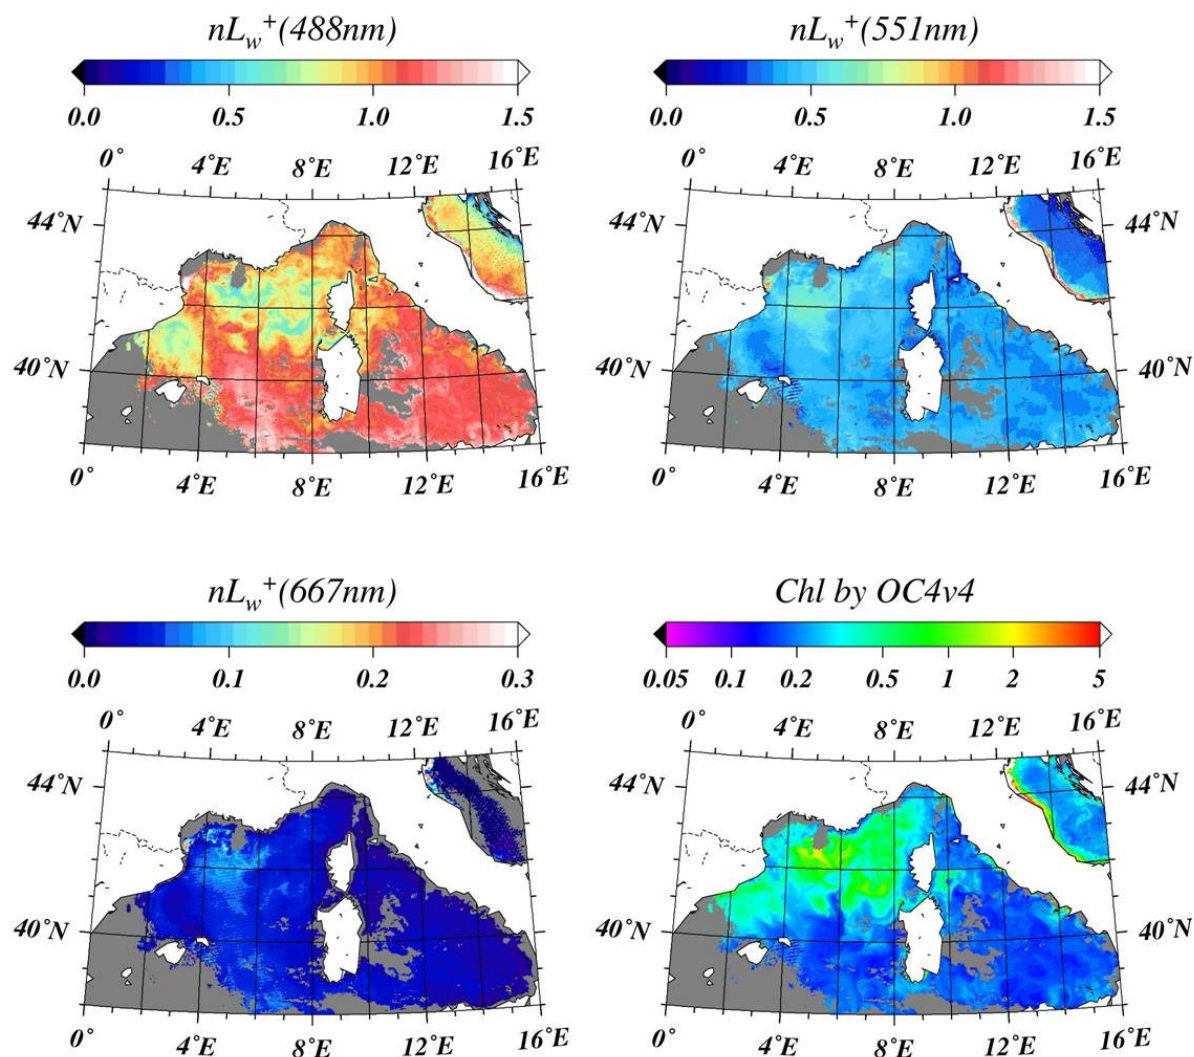 nLw+(488nm) nLw+(551nm)
0.0 0.5 1.0 1.5 0.0 0.5 1.0 1.5
0° 4°E 8°E 12°E 16°E 0° 4°E 8°E 12°E 16°E
44°N 44°N
40°N 40°N
0° 4°E 8°E 12°E 16°E 0° 4°E 8°E 12°E 16°E
nLw+(667nm) Chl by OC4v4
0.0 0.1 0.2 0.3 0.05 0.1 0.2 0.5 1 2 5
0° 4°E 8°E 12°E 16°E 0° 4°E 8°E 12°E 16°E
44°N 44°N
40°N 40°N
0° 4°E 8°E 12°E 16°E 0° 4°E 8°E 12°E 16°E